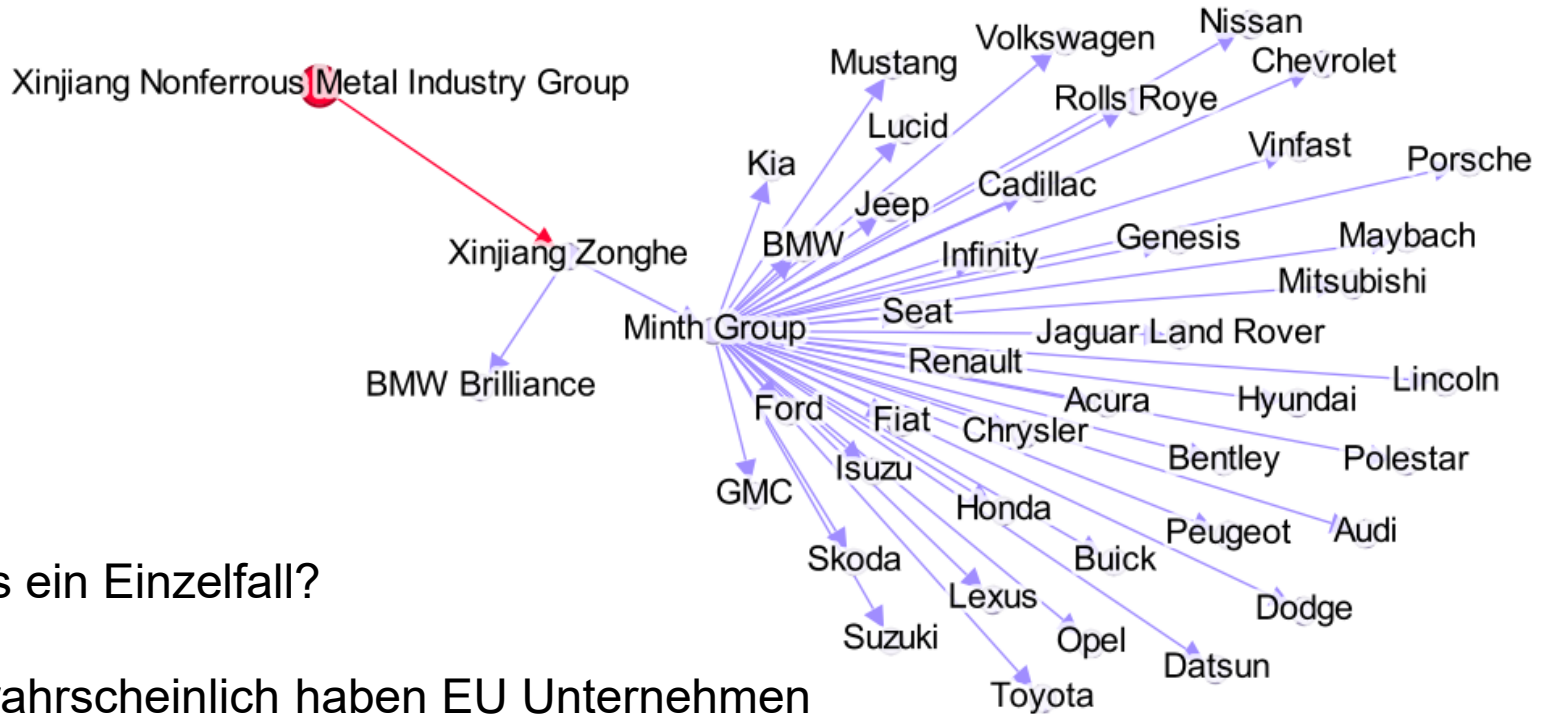 Nissan
Volkswagen
Chevrolet
Mustang
Xinjiang Nonferrous Metal Industry Group
Rolls Roye
Lucid
Vinfast
Porsche
Kia
Cadillac
Jeep
Genesis
Maybach
BMW
Xinjiang Zonghe
Infinity
Mitsubishi
Seat
Minth Group
Jaguar Land Rover
Renault
Lincoln
BMW Brilliance
Acura
Hyundai
Ford
Fiat
Chrysler
Bentley
Polestar
Isuzu
GMC
Honda
Peugeot
Audi
Skoda
Buick
s ein Einzelfall?
Lexus
Dodge
Suzuki
Opel
Datsun
Toyota
ahrscheinlich haben EU Unternehmen